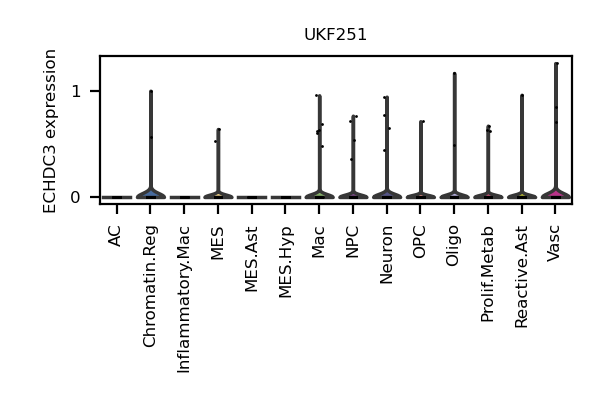 UKF251
ECHDC3 expression
1
0
AC
Chromatin.Reg
Inflammatory.Mac
MES
MES.Ast
MES.Hyp
Mac
NPC
Neuron
OPC
Oligo
Prolif.Metab
Reactive.Ast
Vasc